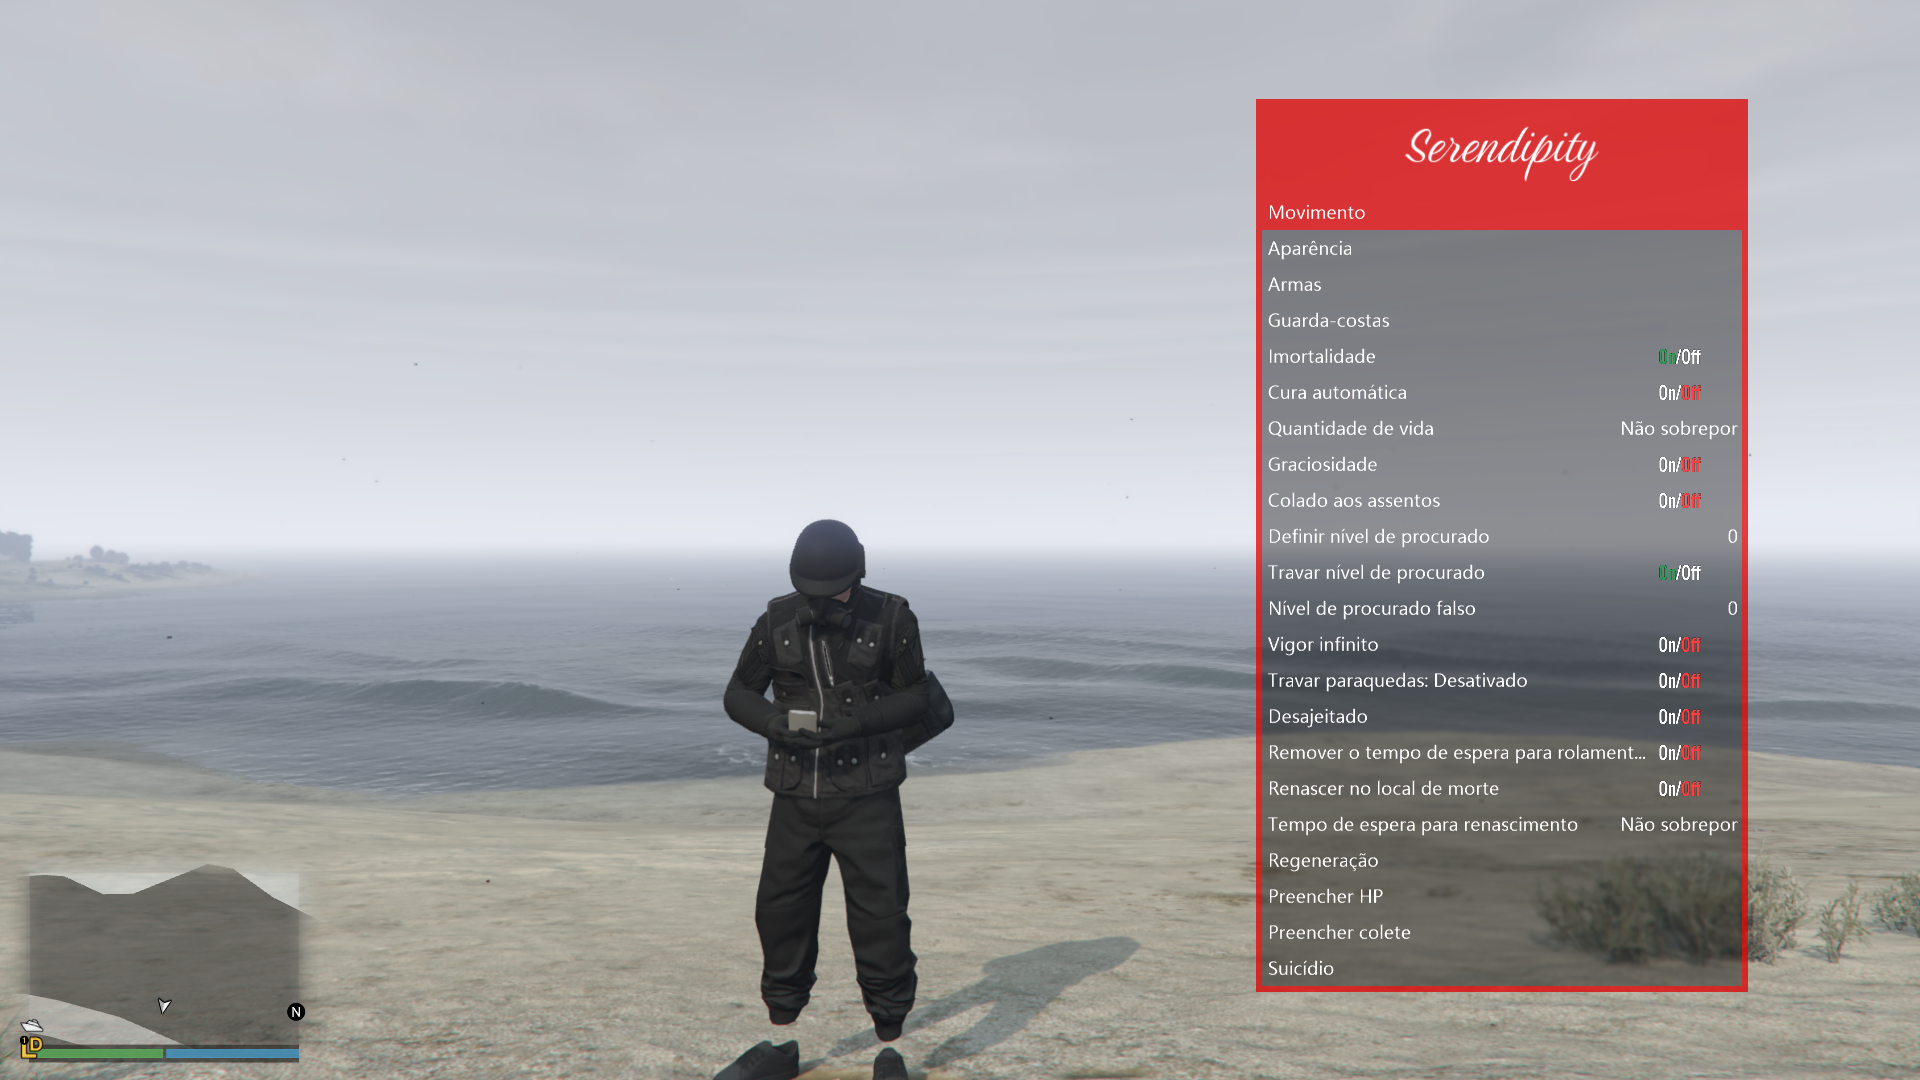 Serendipity
Movimento
Aparência
Armas
Guarda-costas
Imortalidade On/Off
Cura automática On/Off
Quantidade de vida Não sobrepor
Graciosidade On/Off
Colado aos assentos On/Off
Definir nível de procurado 0
Travar nível de procurado On/Off
Nível de procurado falso 0
Vigor infinito On/Off
Travar paraquedas: Desativado On/Off
Desajeitado On/Off
Remover o tempo de espera para rolament... On/Off
Renascer no local de morte On/Off
Tempo de espera para renascimento Não sobrepor
Regeneração
Preencher HP
Preencher colete
Suicídio
N
1
LD